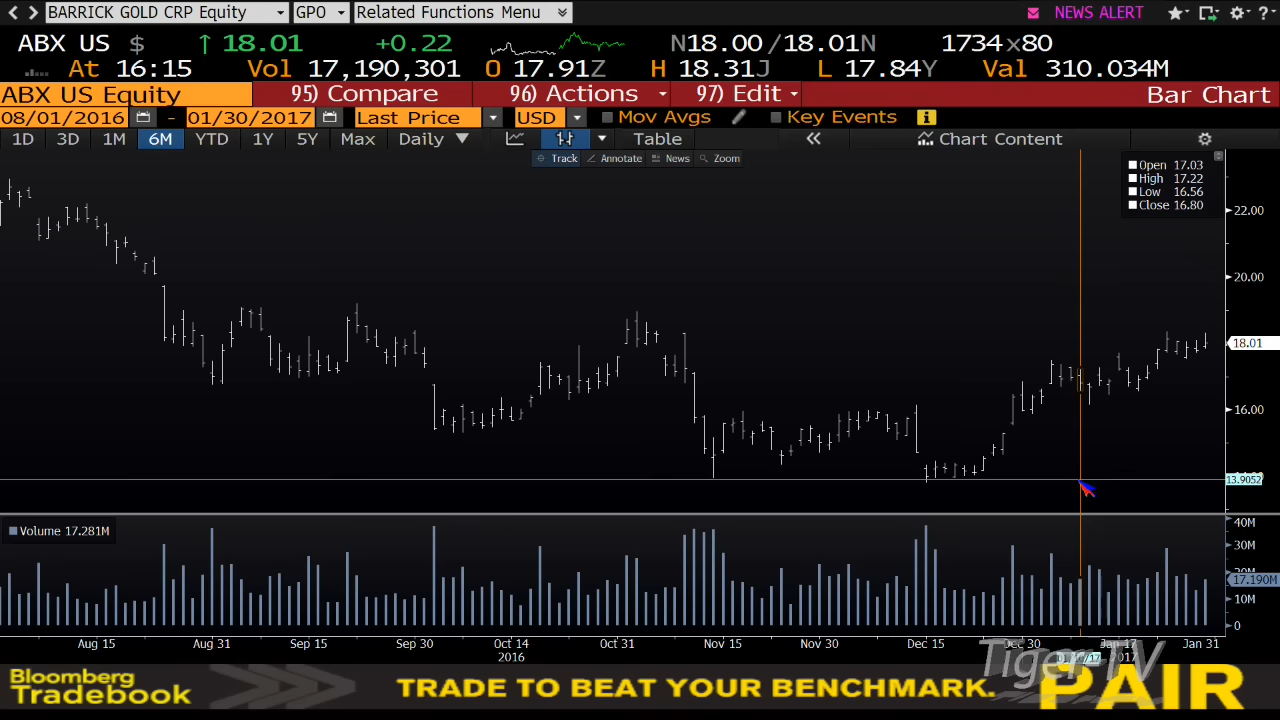 BARRICK GOLD CRP Equity GPO Related Functions Menu NEWS ALERT ?
ABX US $ ↑ 18.01 +0.22 N18.00 /18.01N 1734x80
At 16:15 Vol 17,190,301 O 17.91Z H 18.31J L 17.84Y Val 310.034M
ABX US Equity 95) Compare 96) Actions 97) Edit Bar Chart
08/01/2016 - 01/30/2017 Last Price USD Mov Avgs Key Events
1D 3D 1M 6M YTD 1Y 5Y Max Daily Table « Chart Content
Track Annotate News Zoom
Open 17.03
High 17.22
Low 16.56
Close 16.80
22.00
20.00
18.01
16.00
13.9052
Volume 17.281M
40M
30M
17.190M
10M
0
Aug 15 Aug 31 Sep 15 Sep 30 Oct 14 Oct 31 Nov 15 Nov 30 Dec 15 Dec 30 Jan 17 Jan 31
2016 2017
Tiger-TV
Bloomberg
Tradebook
TRADE TO BEAT YOUR BENCHMARK. PAIR